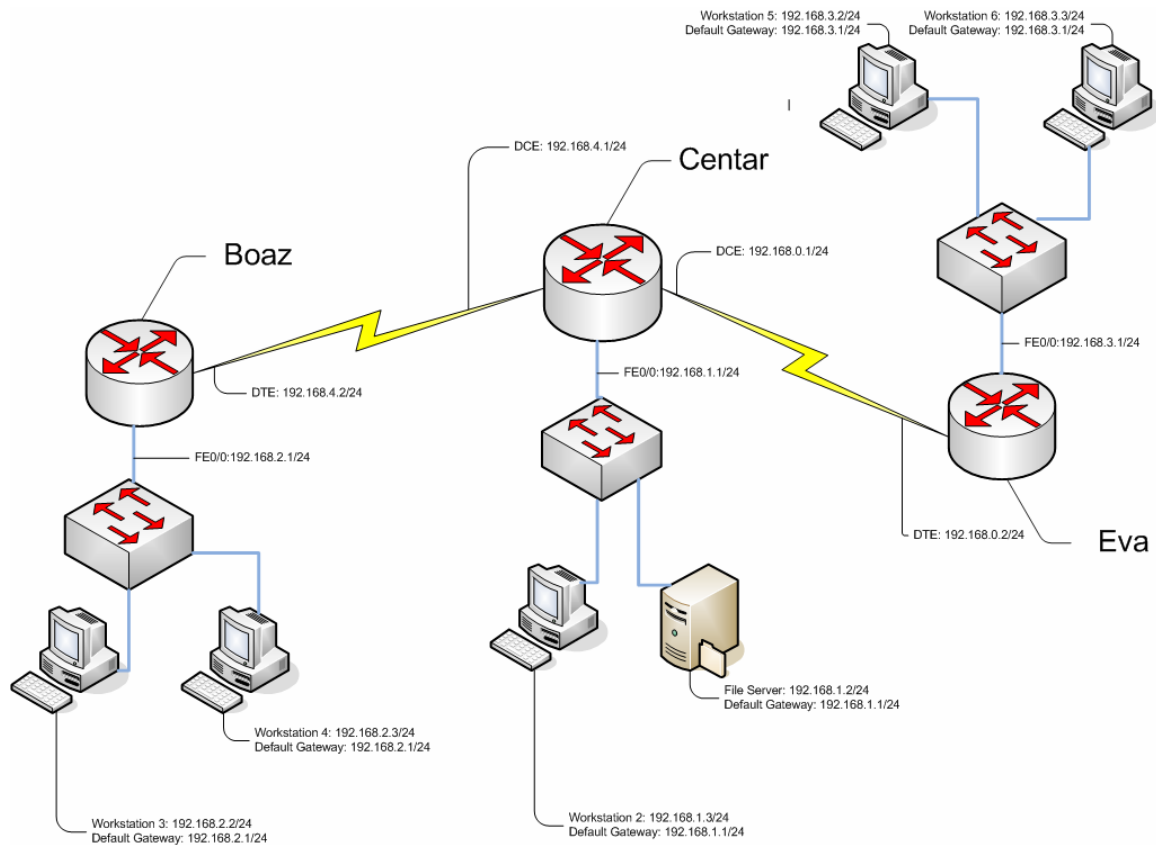 Workstation 5: 192.168.3.2/24
Default Gateway: 192.168.3.1/24
Workstation 6: 192.168.3.3/24
Default Gateway: 192.168.3.1/24
DCE: 192.168.4.1/24
Centar
Boaz
DCE: 192.168.0.1/24
FE0/0:192.168.3.1/24
FE0/0:192.168.1.1/24
DTE: 192.168.4.2/24
FE0/0:192.168.2.1/24
DTE: 192.168.0.2/24
Eva
File Server: 192.168.1.2/24
Default Gateway: 192.168.1.1/24
Workstation 4: 192.168.2.3/24
Default Gateway: 192.168.2.1/24
Workstation 3: 192.168.2.2/24
Default Gateway: 192.168.2.1/24
Workstation 2: 192.168.1.3/24
Default Gateway: 192.168.1.1/24